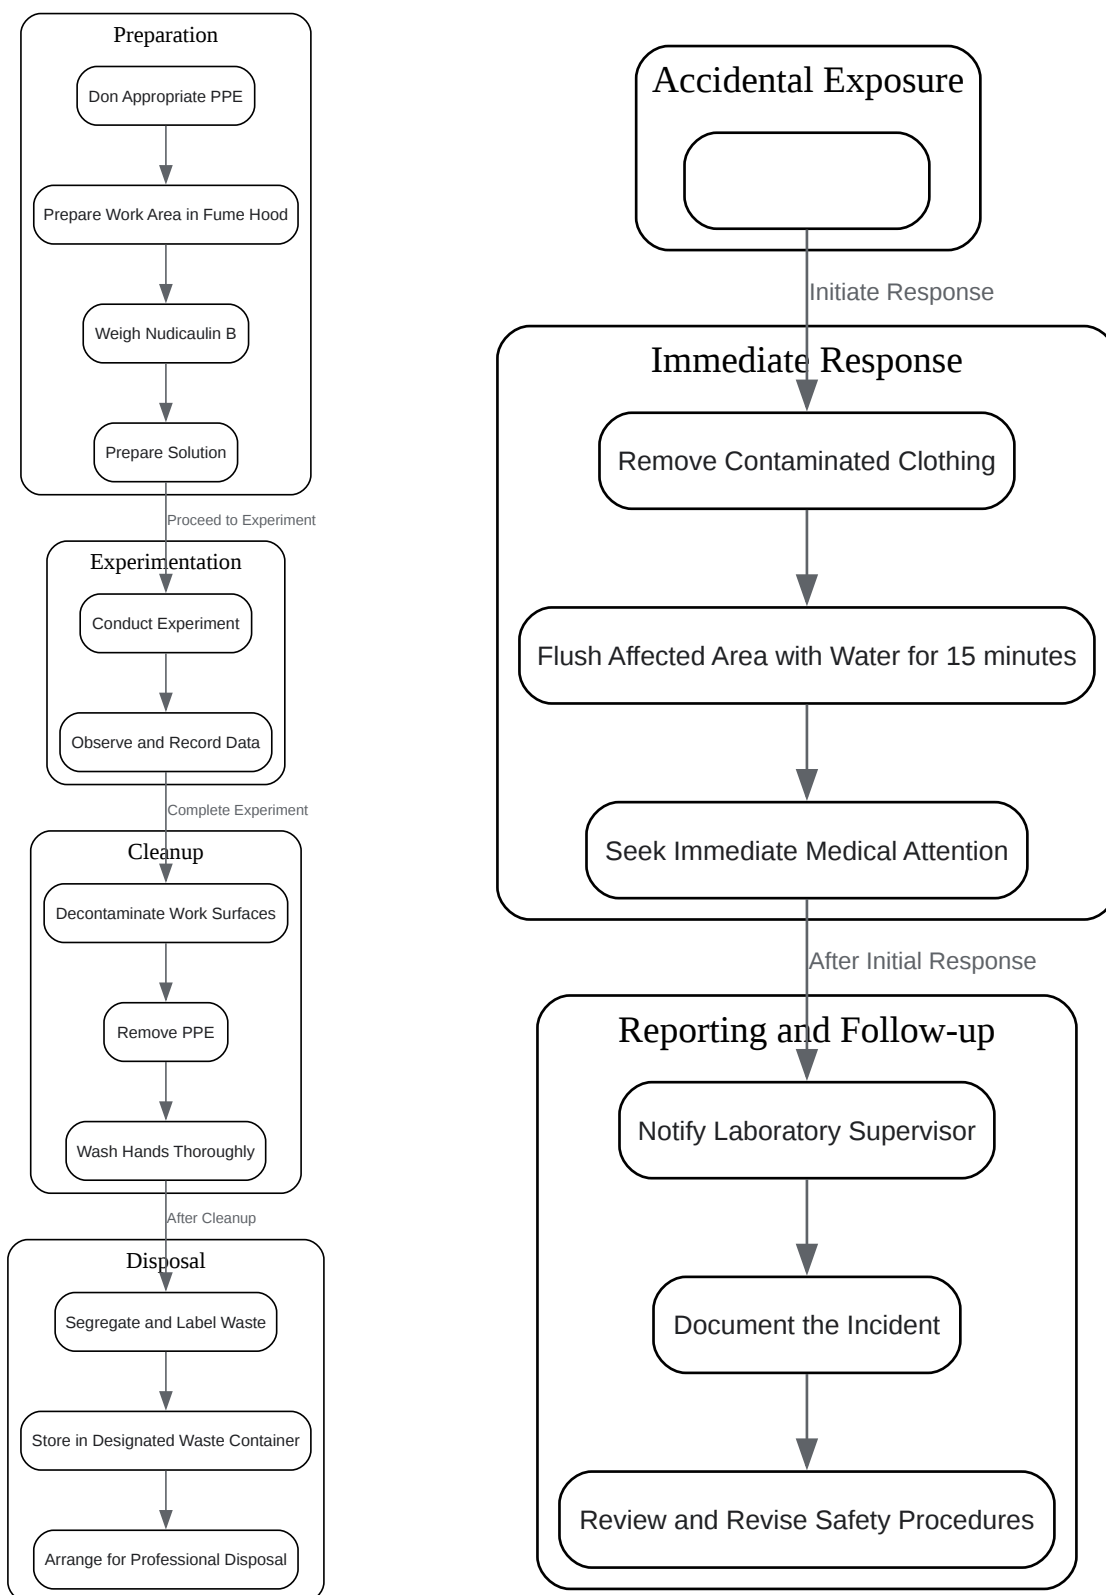 Preparation
Don Appropriate PPE
Prepare Work Area in Fume Hood
Weigh Nudicaulin B
Prepare Solution
Proceed to Experiment
Experimentation
Conduct Experiment
Observe and Record Data
Complete Experiment
Cleanup
Decontaminate Work Surfaces
Remove PPE
Wash Hands Thoroughly
After Cleanup
Disposal
Segregate and Label Waste
Store in Designated Waste Container
Arrange for Professional Disposal
Accidental Exposure
Initiate Response
Immediate Response
Remove Contaminated Clothing
Flush Affected Area with Water for 15 minutes
Seek Immediate Medical Attention
After Initial Response
Reporting and Follow-up
Notify Laboratory Supervisor
Document the Incident
Review and Revise Safety Procedures